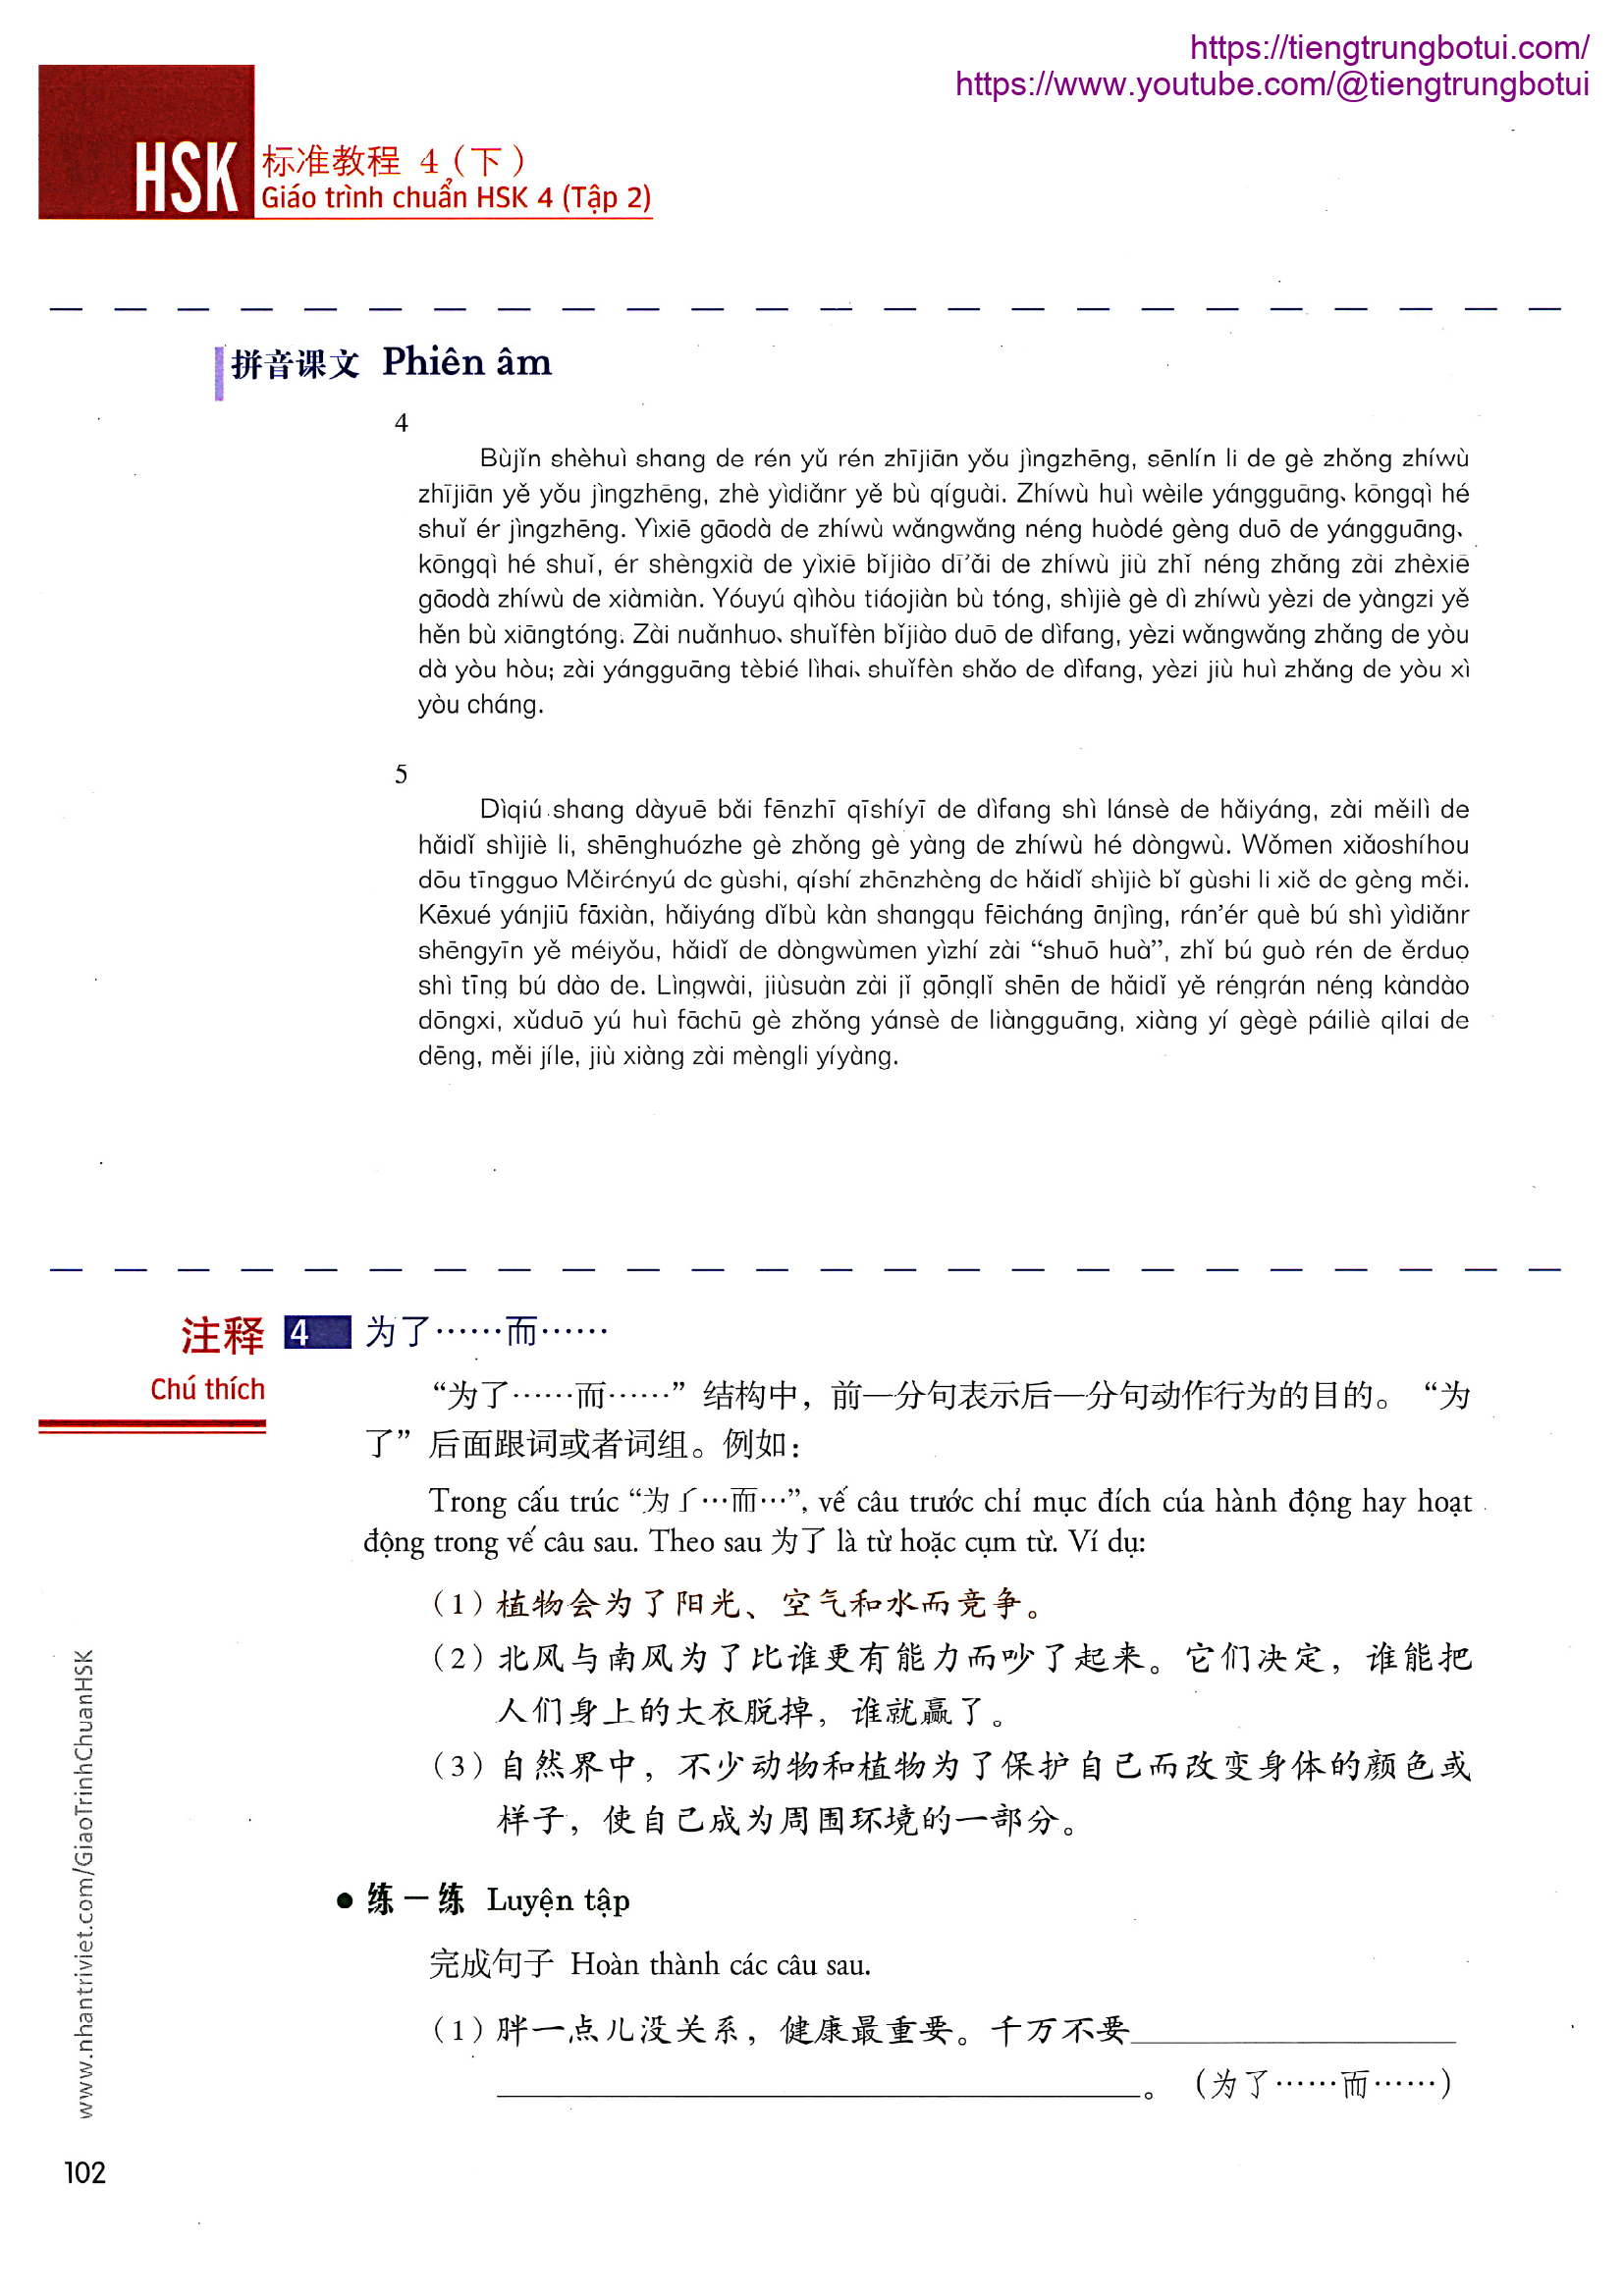 https://tiengtrungbotui.com/
https://www.youtube.com/@tiengtrungbotui
HSK 标准教程 4（下）
Giáo trình chuẩn HSK 4 (Tập 2)
拼音课文 Phiên âm
4
Bùjǐn shèhuì shang de rén yǔ rén zhījiān yǒu jìngzhēng, sēnlín li de gè zhǒng zhíwù
zhījiān yě yǒu jìngzhēng, zhè yìdiǎnr yě bù qíguài. Zhíwù huì wèile yángguāng、kōngqì hé
shuǐ ér jìngzhēng. Yìxiē gāodà de zhíwù wǎngwǎng néng huòdé gèng duō de yángguāng、
kōngqì hé shuǐ, ér shèngxià de yìxiē bǐjiào dī’ǎi de zhíwù jiù zhǐ néng zhǎng zài zhèxiē
gāodà zhíwù de xiàmiàn. Yóuyú qìhòu tiáojiàn bù tóng, shìjiè gè dì zhíwù yèzi de yàngzi yě
hěn bù xiāngtóng. Zài nuǎnhuo、shuǐfèn bǐjiào duō de dìfang, yèzi wǎngwǎng zhǎng de yòu
dà yòu hòu; zài yángguāng tèbié lìhai、shuǐfèn shǎo de dìfang, yèzi jiù huì zhǎng de yòu xì
yòu cháng.
5
Dìqiú shang dàyuē bǎi fēnzhī qīshíyī de dìfang shì lánsè de hǎiyáng, zài měilì de
hǎidǐ shìjiè li, shēnghuózhe gè zhǒng gè yàng de zhíwù hé dòngwù. Wǒmen xiǎoshíhou
dōu tīngguo Měirényú de gùshi, qíshí zhēnzhèng de hǎidǐ shìjiè bǐ gùshi li xiě de gèng měi.
Kēxué yánjiū fāxiàn, hǎiyáng dǐbù kàn shangqu fēicháng ānjìng, rán’ér què bú shì yìdiǎnr
shēngyīn yě méiyǒu, hǎidǐ de dòngwùmen yìzhí zài “shuō huà”, zhǐ bú guò rén de ěrduo
shì tīng bú dào de. Lìngwài, jiùsuàn zài jǐ gōnglǐ shēn de hǎidǐ yě réngrán néng kàndào
dōngxi, xǔduō yú huì fāchū gè zhǒng yánsè de liàngguāng, xiàng yí gègè páiliè qilai de
dēng, měi jíle, jiù xiàng zài mèngli yíyàng.
注释 4 为了……而……
Chú thích
“为了……而……”结构中，前一分句表示后一分句动作行为的目的。“为
了”后面跟词或者词组。例如：
Trong cấu trúc “为了…而…”, vế câu trước chỉ mục đích của hành động hay hoạt
động trong vế câu sau. Theo sau 为了 là từ hoặc cụm từ. Ví dụ:
（1）植物会为了阳光、空气和水而竞争。
（2）北风与南风为了比谁更有能力而吵了起来。它们决定，谁能把
人们身上的大衣脱掉，谁就赢了。
（3）自然界中，不少动物和植物为了保护自己而改变身体的颜色或
样子，使自己成为周围环境的一部分。
● 练一练 Luyện tập
完成句子 Hoàn thành các câu sau.
（1）胖一点儿没关系，健康最重要。千万不要____________
____________。（为了……而……）
www.nhantriviet.com/GiaoTrinhChuanHSK
102